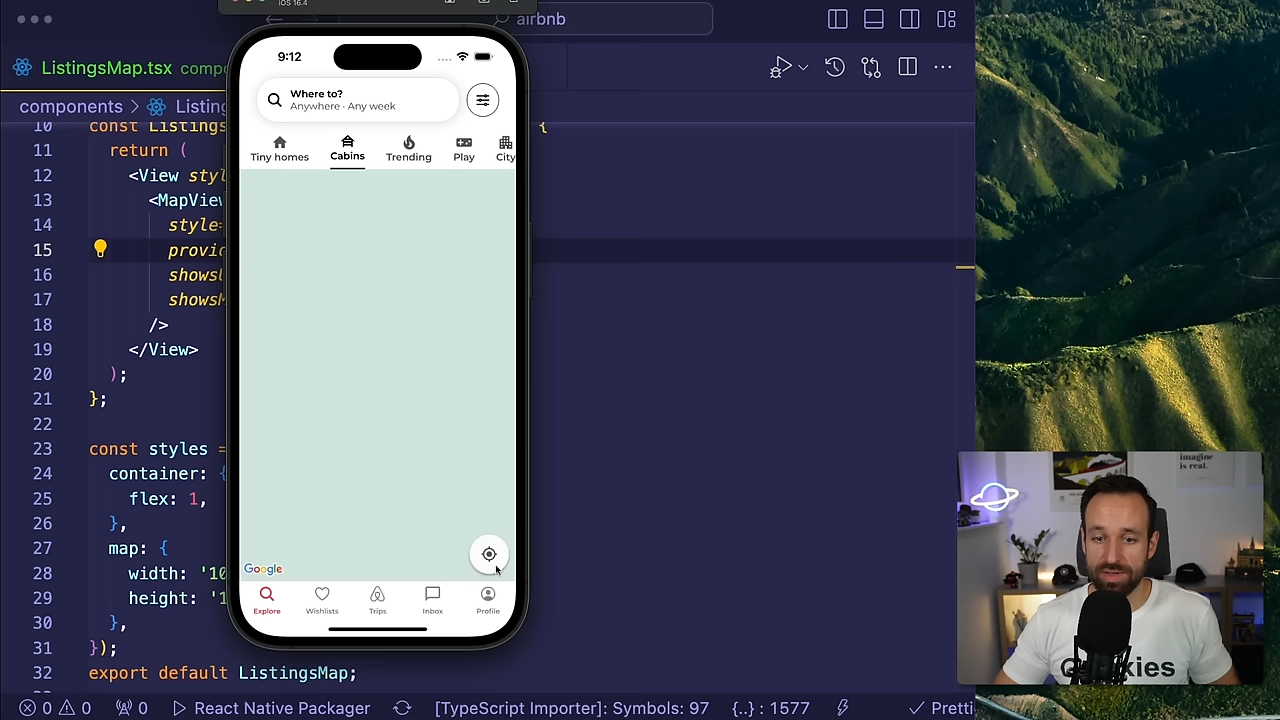 iOS 16.4
airbnb
ListingsMap.tsx compo
components > Listing
9:12
Where to?
Anywhere · Any week
Tiny homes
Cabins
Trending
Play
City
10 const Listings {
11 return (
12 <View styl
13 <MapView
14 style=
15 provid
16 showsU
17 showsM
18 />
19 </View>
20 );
21 };
22
23 const styles =
24 container: {
25 flex: 1,
26 },
27 map: {
28 width: '10
29 height: '1
30 },
31 });
32 export default ListingsMap;
Google
Explore
Wishlists
Trips
Inbox
Profile
imagine
is real.
0 0 0 React Native Packager [TypeScript Importer]: Symbols: 97 {..} : 1577 Pretti